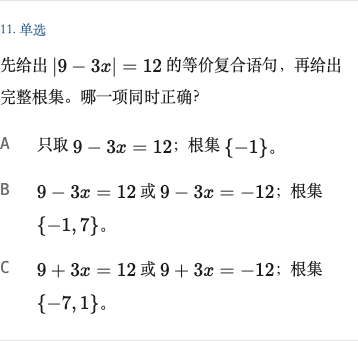 11. 单选
先给出 |9 − 3x| = 12 的等价复合语句，再给出
完整根集。哪一项同时正确？
A 只取 9 − 3x = 12；根集 {−1}。
B 9 − 3x = 12 或 9 − 3x = −12；根集
{−1, 7}。
C 9 + 3x = 12 或 9 + 3x = −12；根集
{−7, 1}。